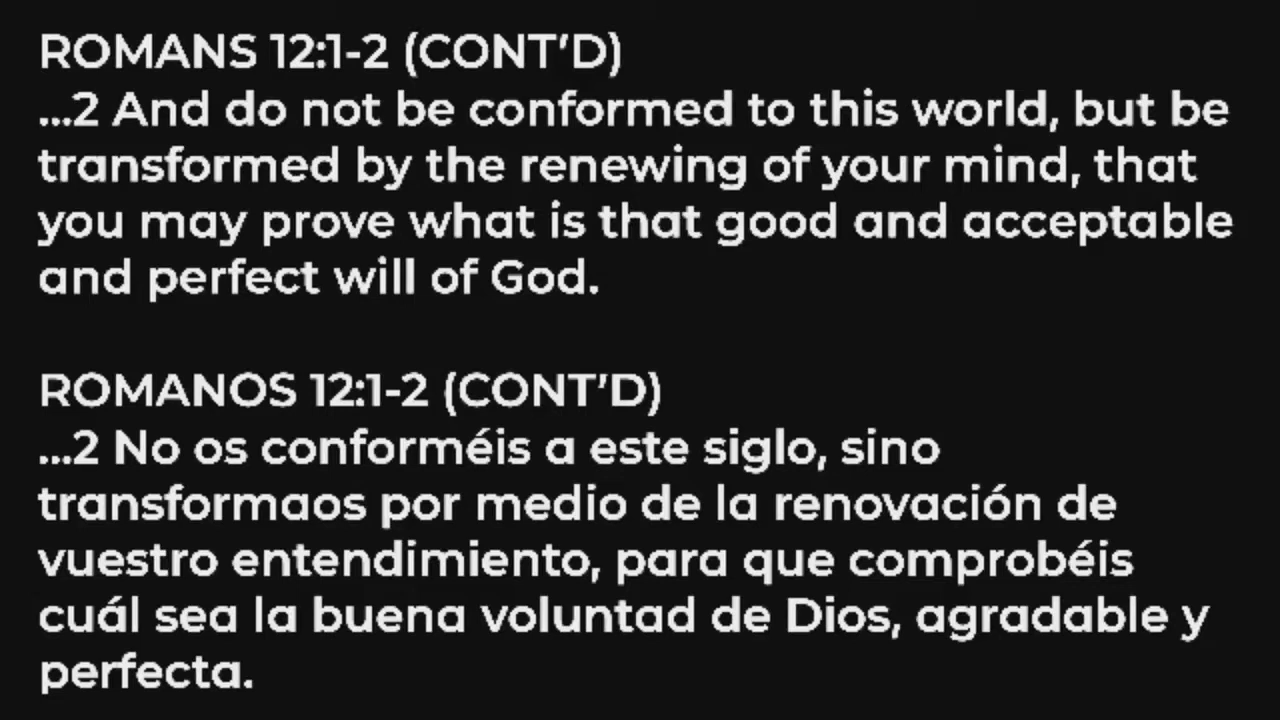 ROMANS 12:1-2 (CONT'D)
...2 And do not be conformed to this world, but be
transformed by the renewing of your mind, that
you may prove what is that good and acceptable
and perfect will of God.
ROMANOS 12:1-2 (CONT'D)
...2 No os conforméis a este siglo, sino
transformaos por medio de la renovación de
vuestro entendimiento, para que comprobéis
cuál sea la buena voluntad de Dios, agradable y
perfecta.